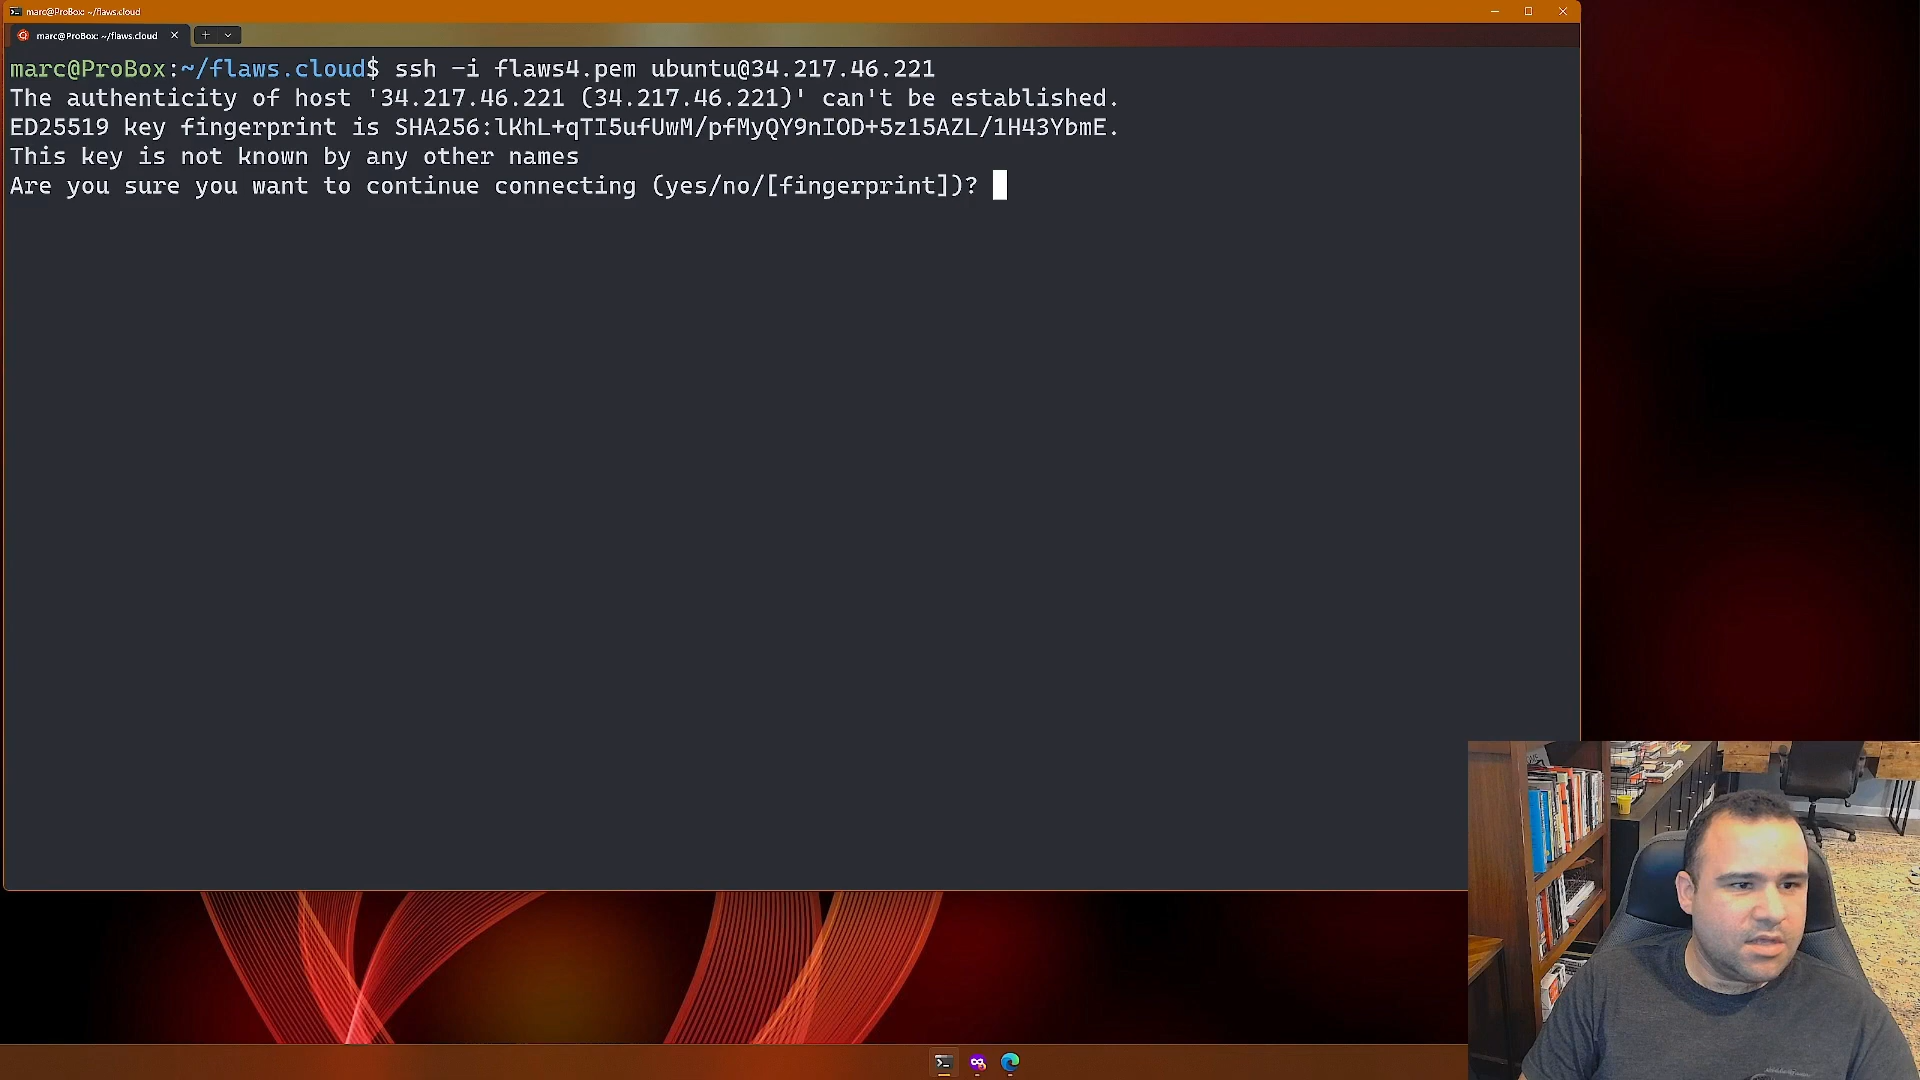 marc@ProBox: ~/flaws.cloud
marc@ProBox: ~/flaws.cloud
marc@ProBox:~/flaws.cloud$ ssh -i flaws4.pem ubuntu@34.217.46.221
The authenticity of host '34.217.46.221 (34.217.46.221)' can't be established.
ED25519 key fingerprint is SHA256:lKhL+qTI5ufUwM/pfMyQY9nIOD+5z15AZL/1H43YbmE.
This key is not known by any other names
Are you sure you want to continue connecting (yes/no/[fingerprint])?